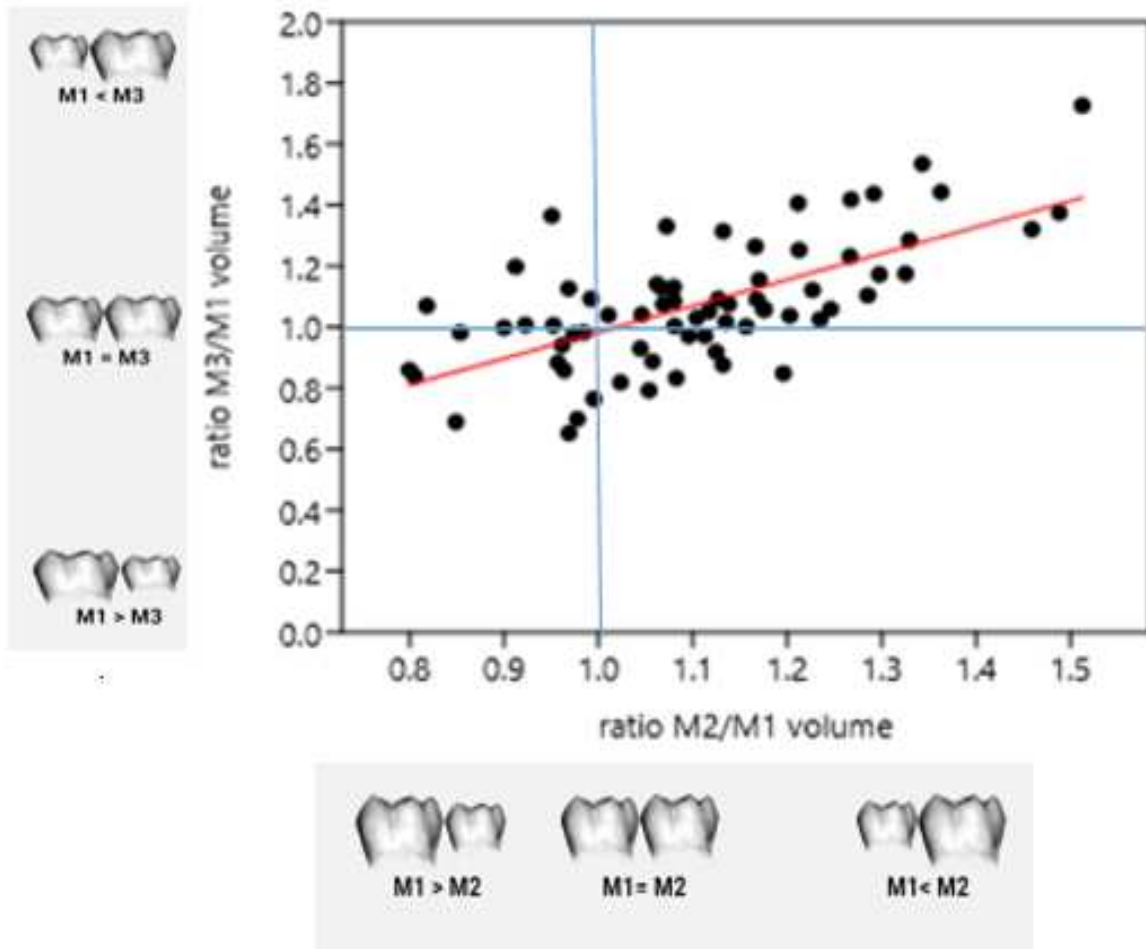 M1 < M3
M1 = M3
M1 > M3
ratio M3/M1 volume
2.0
1.8
1.6
1.4
1.2
1.0
0.8
0.6
0.4
0.2
0.0
0.8 0.9 1.0 1.1 1.2 1.3 1.4 1.5
ratio M2/M1 volume
M1 > M2 M1= M2 M1< M2